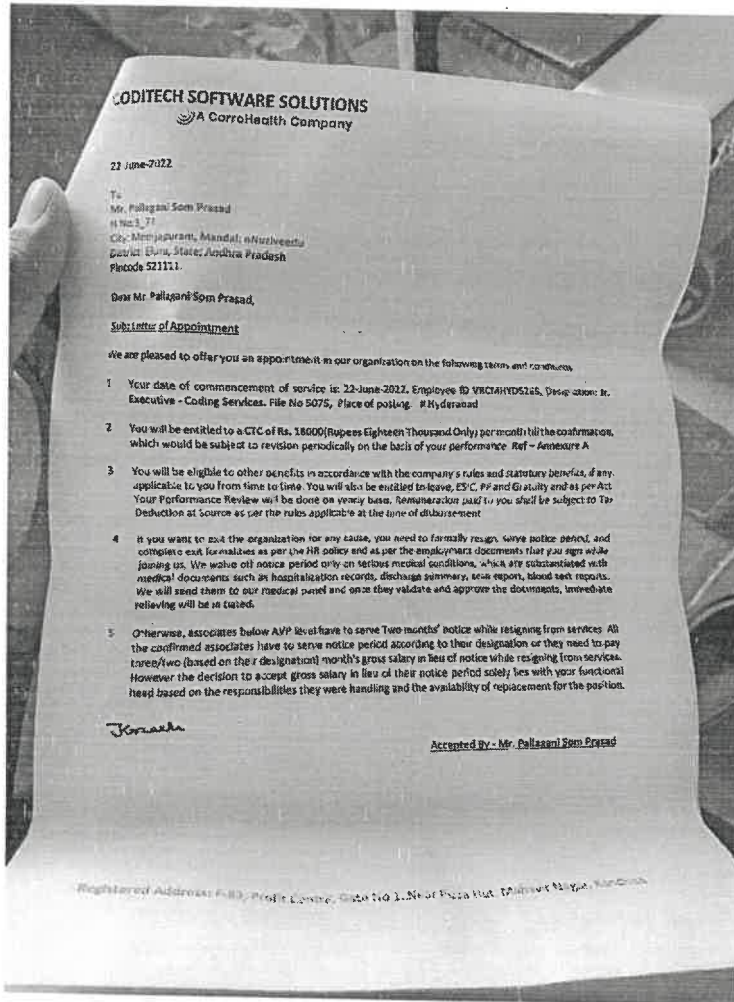 CODITECH SOFTWARE SOLUTIONS
A CorroHealth Company
22 June-2022
To
Mr. Pallagani Som Prasad
H No:3_71
City: Meerjapuram, Mandal: nNuziveedu
District Eluru, State: Andhra Pradesh
Pincode 521111.
Dear Mr. Pallagani Som Prasad,
Sub: Letter of Appointment
We are pleased to offer you an appointment in our organization on the following terms and conditions
1 Your date of commencement of service is: 22-June-2022. Employee ID Designation: Jr.
Executive - Coding Services. File No 5075, Place of posting. #Hyderabad
2 You will be entitled to a CTC of Rs. 18000(Rupees Eighteen Thousand Only) per month till the confirmation,
which would be subject to revision periodically on the basis of your performance Ref - Annexure A
3 You will be eligible to other benefits in accordance with the company's rules and statutory benefits, if any.
applicable to you from time to time. You will also be entitled to leave, ESIC, PF and Gratuity and as per Act
Your Performance Review will be done on yearly basis. Remuneration paid to you shall be subject to Tax
Deduction at Source as per the rules applicable at the time of disbursement
4 If you want to exit the organization for any cause, you need to formally resign, serve notice period, and
complete exit formalities as per the HR policy and as per the employment documents that you sign while
joining us. We waive off notice period only on serious medical conditions, which are substantiated with
medical documents such as hospitalization records, discharge summary, scan report, blood test reports.
We will send them to our medical panel and once they validate and approve the documents, immediate
relieving will be initiated.
5 Otherwise, associates below AVP level have to serve Two months' notice while resigning from services All
the confirmed associates have to serve notice period according to their designation or they need to pay
three/two (based on their designation) month's gross salary in lieu of notice while resigning from services.
However the decision to accept gross salary in lieu of their notice period solely lies with your functional
head based on the responsibilities they were handling and the availability of replacement for the position.
Accepted By - Mr. Pallagani Som Prasad
Registered Address: Profit Centre, Gate No 1, Near Pizza Hut, Mahavir Nagar, Kandivali